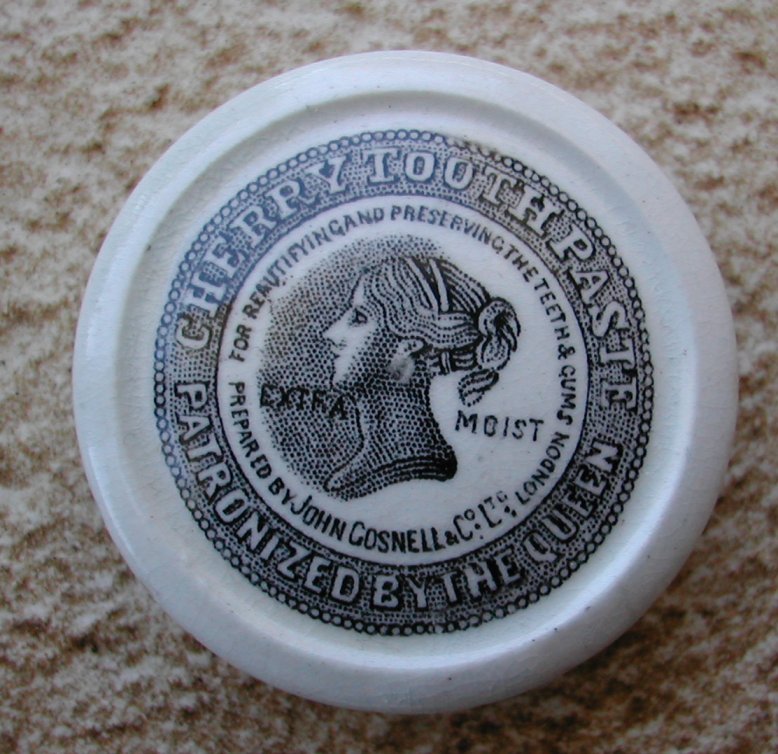 CHERRY TOOTH PASTE
PATRONIZED BY THE QUEEN
FOR BEAUTIFYING AND PRESERVING THE TEETH & GUMS
PREPARED BY JOHN GOSNELL & Co. LTD. LONDON
EXTRA MOIST